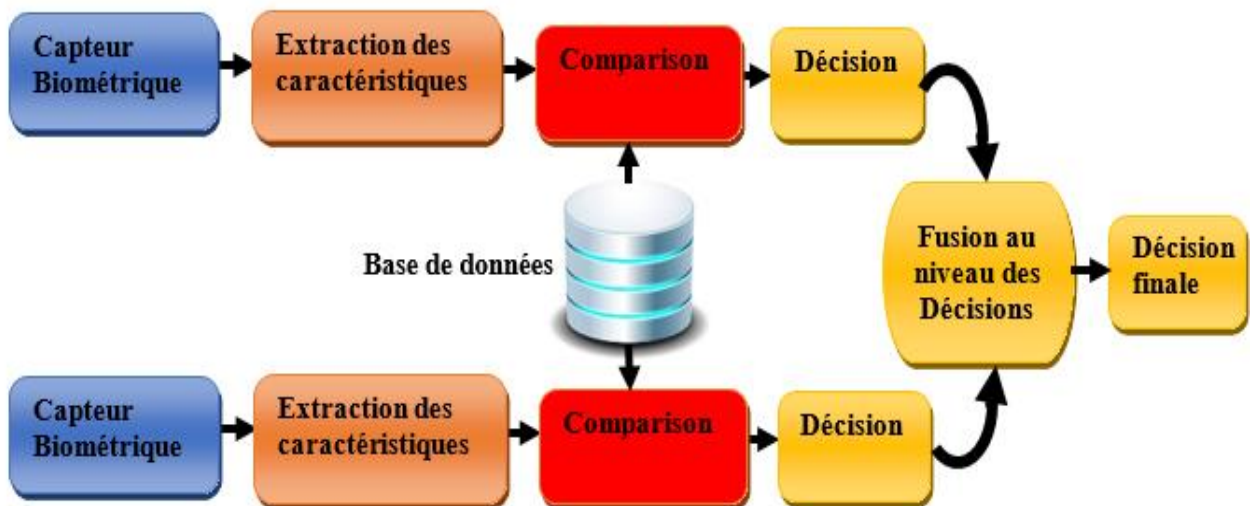 Capteur
Biométrique
Extraction des
caractéristiques
Comparison
Décision
Base de données
Fusion au
niveau des
Décisions
Décision
finale
Capteur
Biométrique
Extraction des
caractéristiques
Comparison
Décision